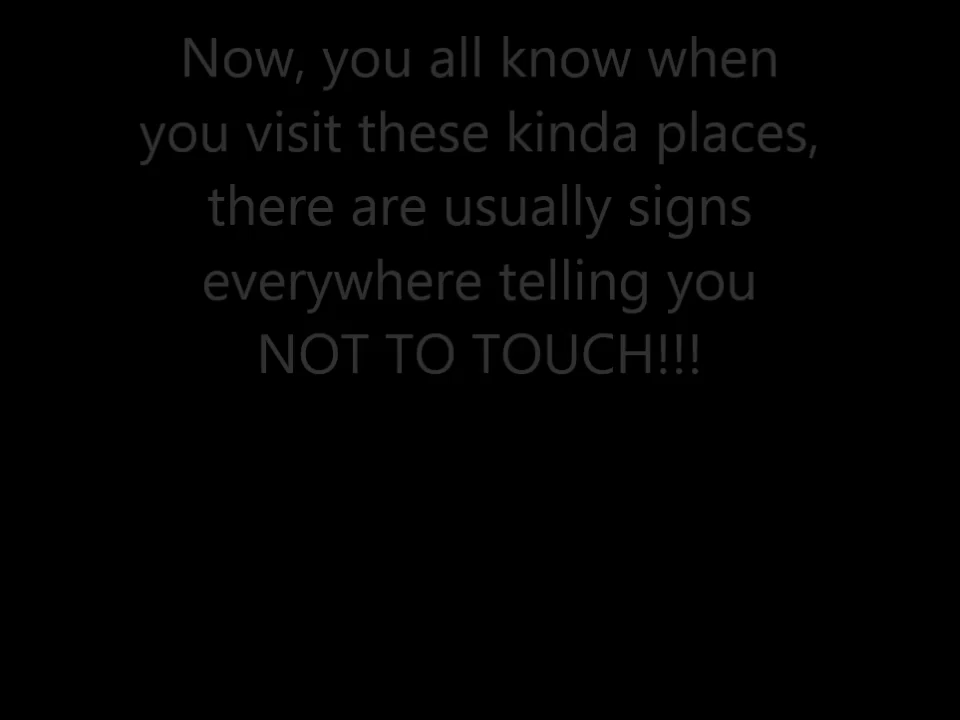 Now, you all know when
you visit these kinda places,
there are usually signs
everywhere telling you
NOT TO TOUCH!!!